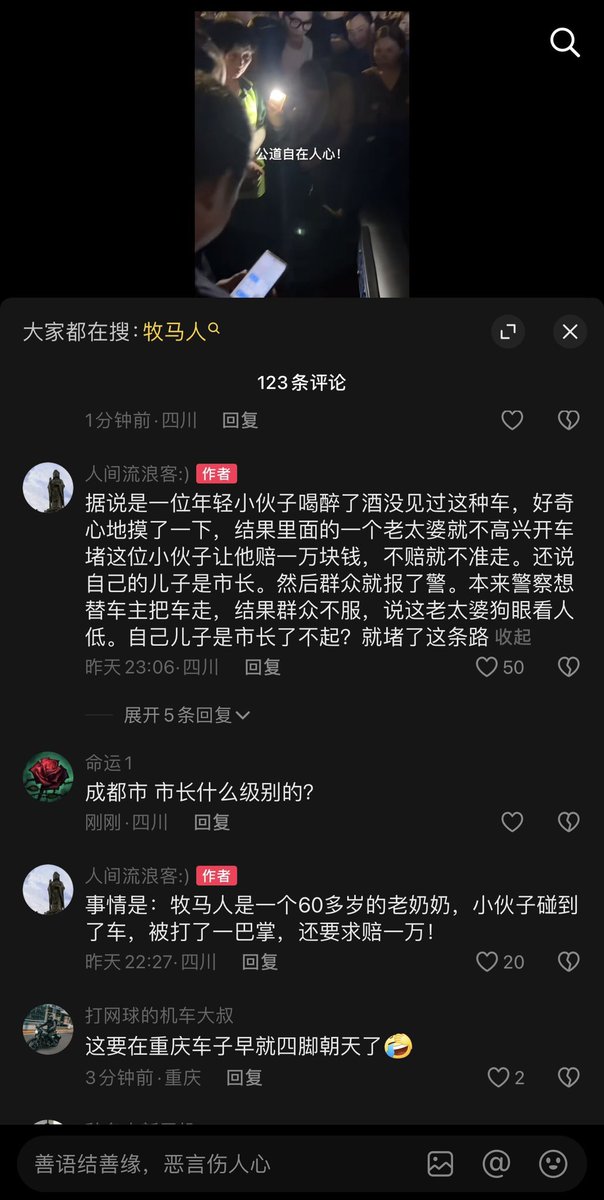 公道自在人心！
大家都在搜：牧马人
123条评论
1分钟前·四川 回复
人间流浪客:) 作者
据说是一位年轻小伙子喝醉了酒没见过这种车，好奇
心地摸了一下，结果里面的一个老太婆就不高兴开车
堵这位小伙子让他赔一万块钱，不赔就不准走。还说
自己的儿子是市长。然后群众就报了警。本来警察想
替车主把车走，结果群众不服，说这老太婆狗眼看人
低。自己儿子是市长了不起？就堵了这条路 收起
昨天23:06·四川 回复 50
展开5条回复
命运1
成都市 市长什么级别的?
刚刚·四川 回复
人间流浪客:) 作者
事情是：牧马人是一个60多岁的老奶奶，小伙子碰到
了车，被打了一巴掌，还要求赔一万！
昨天22:27·四川 回复 20
打网球的机车大叔
这要在重庆车子早就四脚朝天了🤣
3分钟前·重庆 回复 2
善语结善缘，恶言伤人心